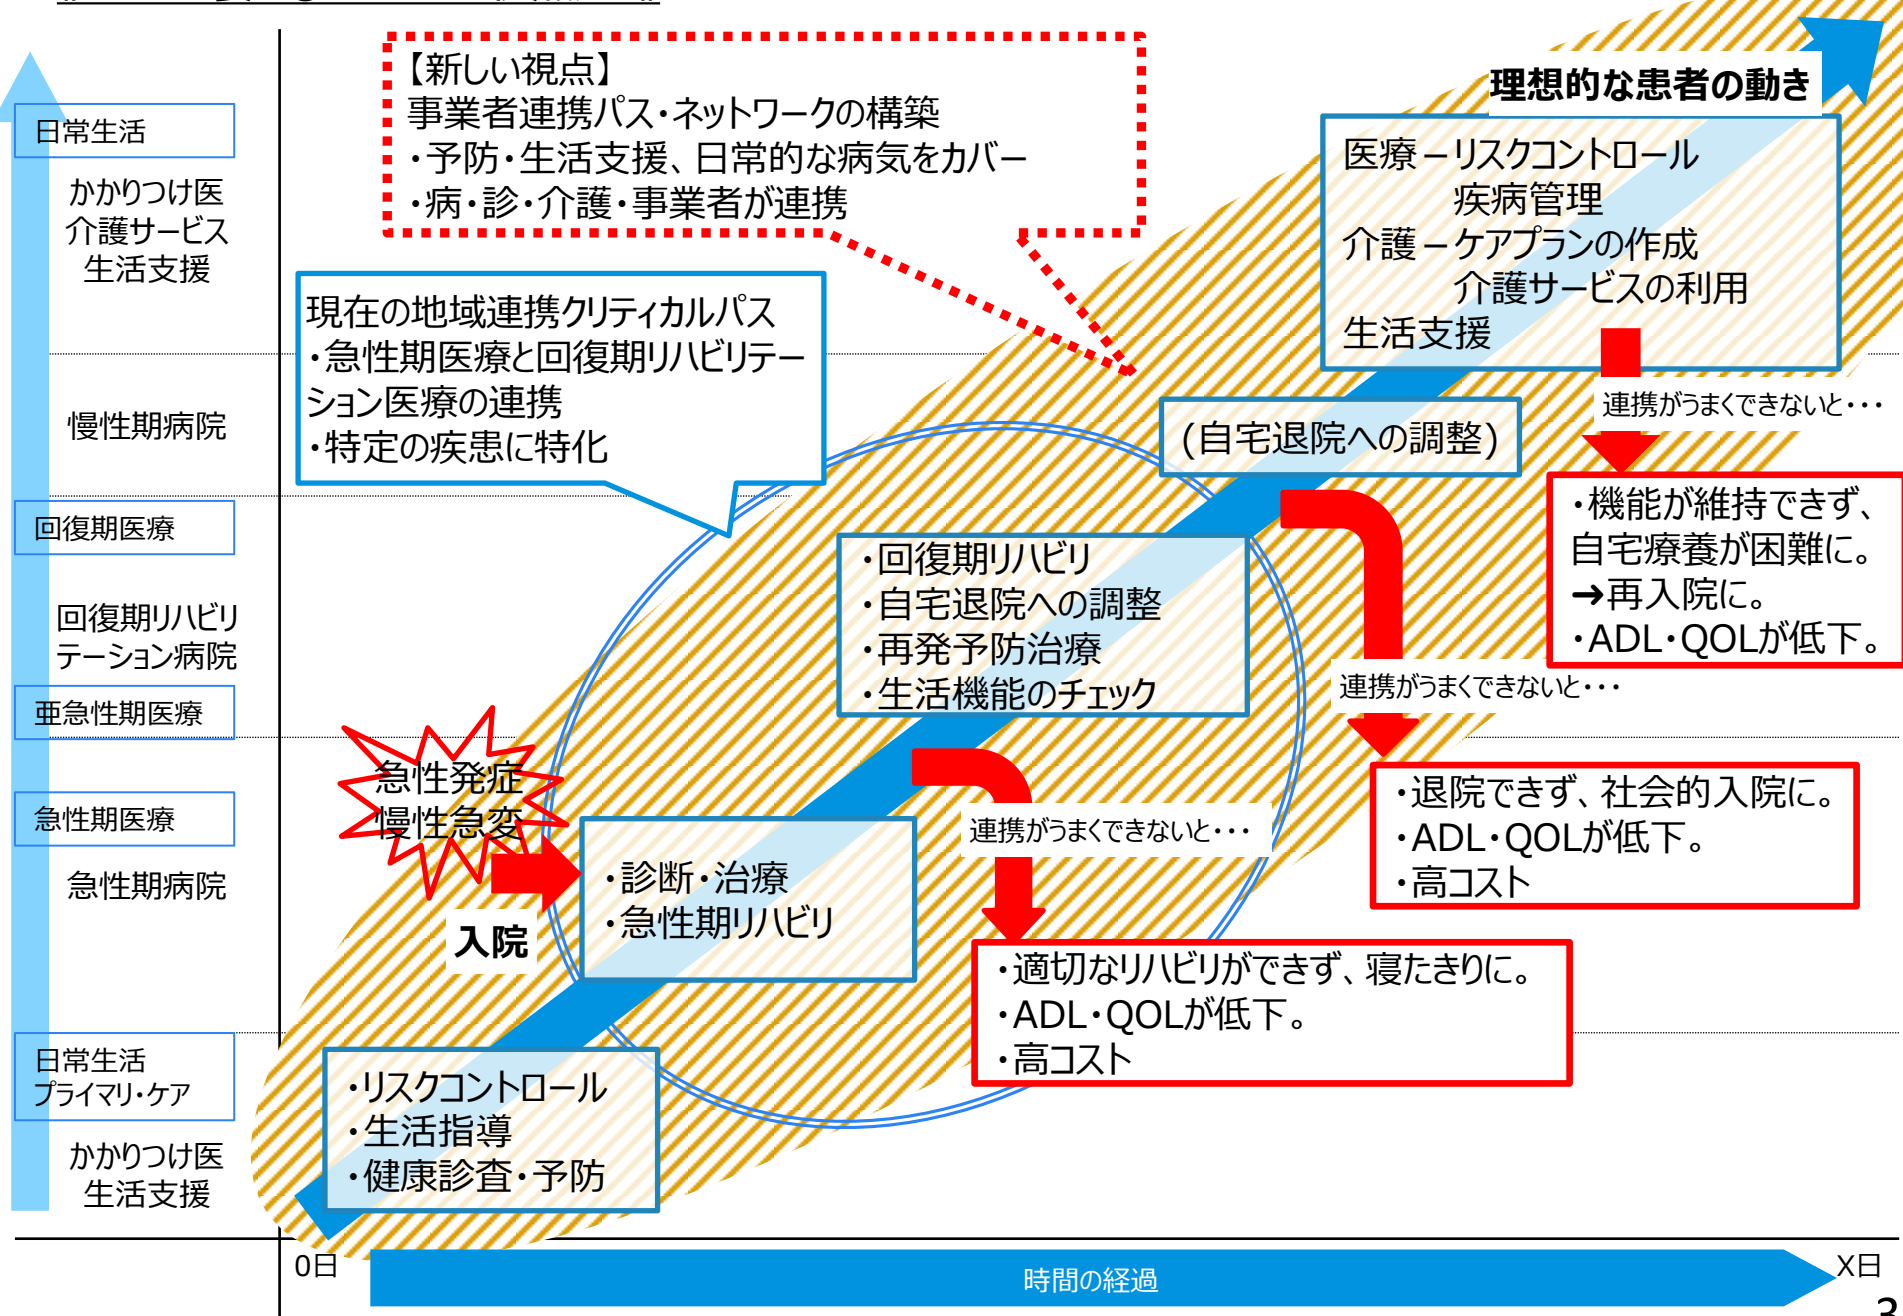 【新しい視点】
事業者連携パス・ネットワークの構築
・予防・生活支援、日常的な病気をカバー
・病・診・介護・事業者が連携
理想的な患者の動き
日常生活
かかりつけ医
介護サービス
生活支援
医療－リスクコントロール
疾病管理
介護－ケアプランの作成
介護サービスの利用
生活支援
現在の地域連携クリティカルパス
・急性期医療と回復期リハビリテー
ション医療の連携
・特定の疾患に特化
慢性期病院
(自宅退院への調整)
連携がうまくできないと・・・
・機能が維持できず、
自宅療養が困難に。
→再入院に。
・ADL・QOLが低下。
回復期医療
回復期リハビリ
テーション病院
・回復期リハビリ
・自宅退院への調整
・再発予防治療
・生活機能のチェック
連携がうまくできないと・・・
亜急性期医療
急性発症
慢性急変
・退院できず、社会的入院に。
・ADL・QOLが低下。
・高コスト
急性期医療
急性期病院
入院
・診断・治療
・急性期リハビリ
連携がうまくできないと・・・
・適切なリハビリができず、寝たきりに。
・ADL・QOLが低下。
・高コスト
日常生活
プライマリ・ケア
かかりつけ医
生活支援
・リスクコントロール
・生活指導
・健康診査・予防
0日
時間の経過
X日